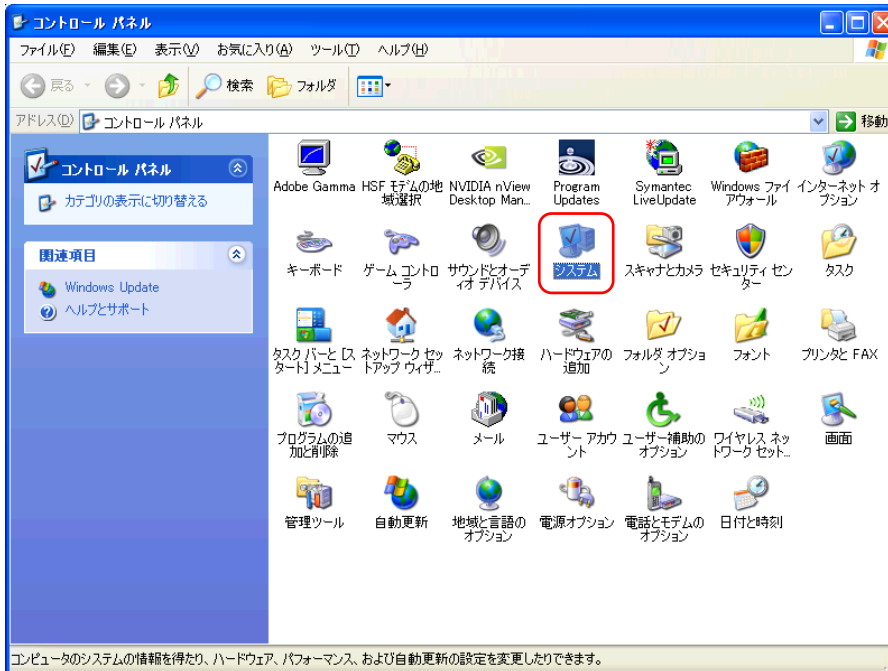 コントロール パネル
ファイル(F) 編集(E) 表示(V) お気に入り(A) ツール(T) ヘルプ(H)
戻る 検索 フォルダ
アドレス(D) コントロール パネル 移動
コントロール パネル
カテゴリの表示に切り替える
関連項目
Windows Update
ヘルプとサポート
Adobe Gamma
HSF モデムの地
域選択
NVIDIA nView
Desktop Man...
Program
Updates
Symantec
LiveUpdate
Windows ファイ
アウォール
インターネット オ
プション
キーボード
ゲーム コントロ
ーラ
サウンドとオーデ
ィオ デバイス
システム
スキャナとカメラ
セキュリティ セン
ター
タスク
タスク バーと [ス
タート] メニュー
ネットワーク セッ
トアップ ウィザ...
ネットワーク接
続
ハードウェアの
追加
フォルダ オプショ
ン
フォント
プリンタと FAX
プログラムの追
加と削除
マウス
メール
ユーザー アカウ
ント
ユーザー補助の
オプション
ワイヤレス ネッ
トワーク セット...
画面
管理ツール
自動更新
地域と言語の
オプション
電源オプション
電話とモデムの
オプション
日付と時刻
コンピュータのシステムの情報を得たり、ハードウェア、パフォーマンス、および自動更新の設定を変更したりできます。